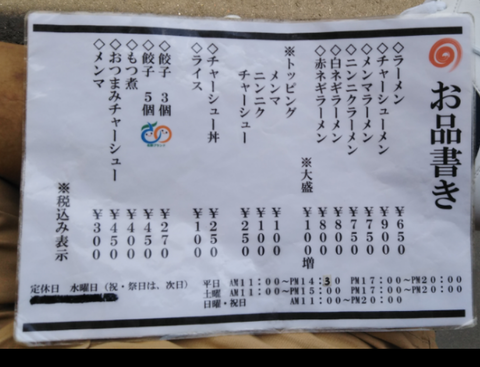 お品書き
◇ラーメン ￥650
◇チャーシューメン ￥900
◇メンマラーメン ￥750
◇ニンニクラーメン ￥750
◇白ネギラーメン ￥800
◇赤ネギラーメン ￥800
※大盛 ￥100増
※トッピング
メンマ ￥100
ニンニク ￥100
チャーシュー ￥250
◇チャーシュー丼 ￥250
◇ライス ￥100
◇餃子 3個 ￥270
◇餃子 5個 ￥450
◇もつ煮 ￥400
◇おつまみチャーシュー ￥450
◇メンマ ￥300
※税込み表示
平日 AM11:00～PM14:30 PM17:00～PM20:00
土曜 AM11:00～PM15:00 PM17:00～PM20:00
日曜・祝日 AM11:00～PM20:00
定休日 水曜日（祝・祭日は、次日）